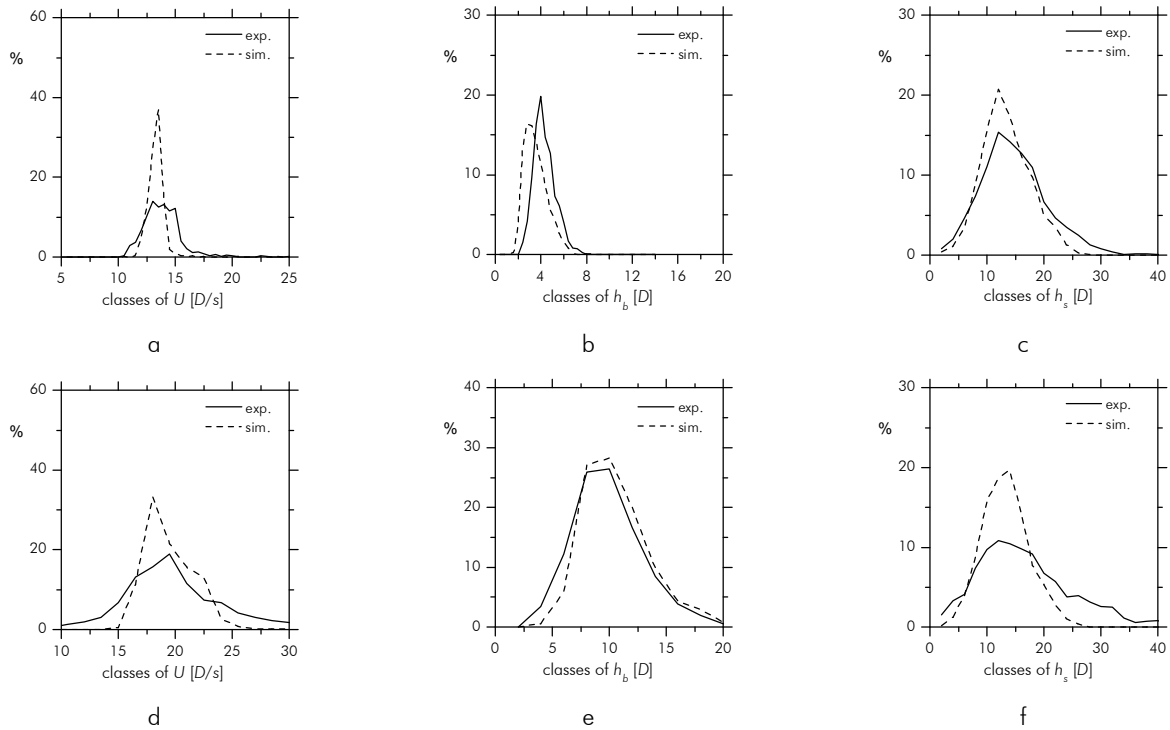 60
40
20
0
%
exp.
sim.
5 10 15 20 25
classes of U [D/s]
a
30
20
10
0
%
exp.
sim.
0 4 8 12 16 20
classes of h_b [D]
b
30
20
10
0
%
exp.
sim.
0 10 20 30 40
classes of h_s [D]
c
60
40
20
0
%
exp.
sim.
10 15 20 25 30
classes of U [D/s]
d
40
30
20
10
0
%
exp.
sim.
0 4 8 12 16 20
classes of h_b [D]
e
30
20
10
0
%
exp.
sim.
0 10 20 30 40
classes of h_s [D]
f